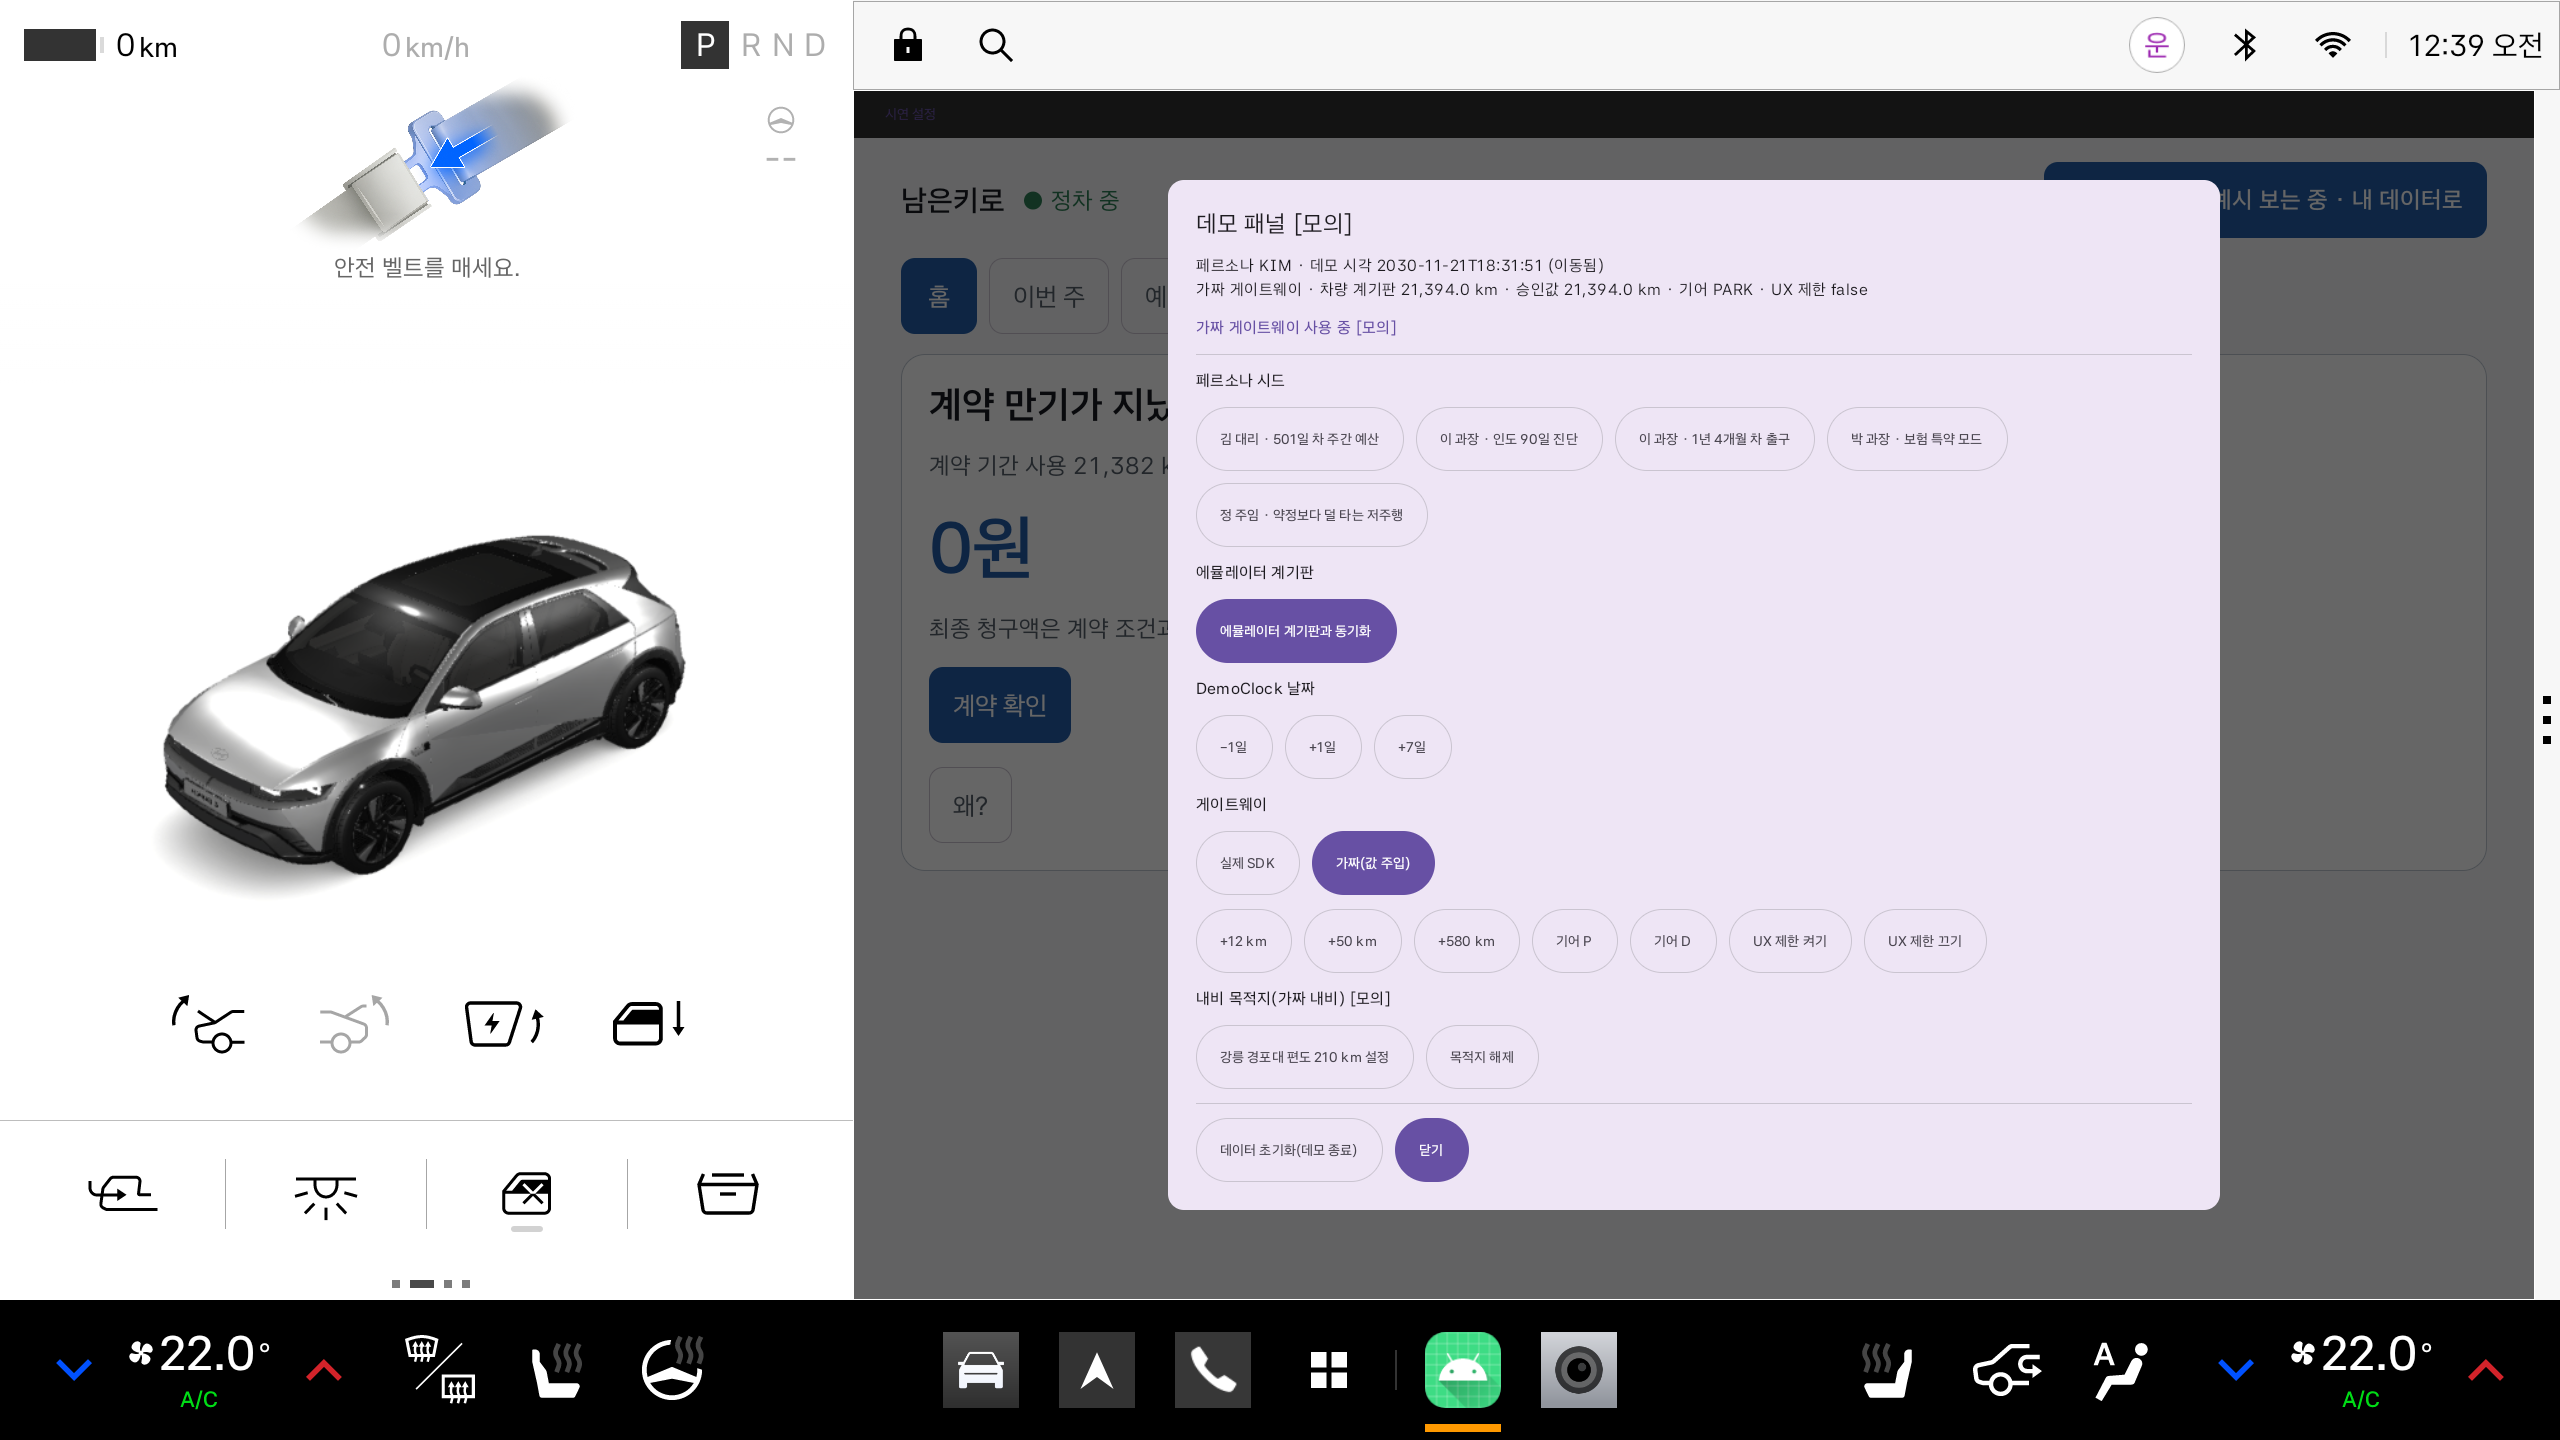 0 km
0 km/h
P R N D
운
12:39 오전
안전 벨트를 매세요.
시연 설정
남은키로
정차 중
예시 보는 중 · 내 데이터로
홈
이번 주
계약 만기가 지났
계약 기간 사용 21,382
0원
최종 청구액은 계약 조건과
계약 확인
왜?
데모 패널 [모의]
페르소나 KIM · 데모 시각 2030-11-21T18:31:51 (이동됨)
가짜 게이트웨이 · 차량 계기판 21,394.0 km · 승인값 21,394.0 km · 기어 PARK · UX 제한 false
가짜 게이트웨이 사용 중 [모의]
페르소나 시드
김 대리 · 501일 차 주간 예산
이 과장 · 인도 90일 진단
이 과장 · 1년 4개월 차 출구
박 과장 · 보험 특약 모드
정 주임 · 약정보다 덜 타는 저주행
에뮬레이터 계기판
에뮬레이터 계기판과 동기화
DemoClock 날짜
−1일
+1일
+7일
게이트웨이
실제 SDK
가짜(값 주입)
+12 km
+50 km
+580 km
기어 P
기어 D
UX 제한 켜기
UX 제한 끄기
내비 목적지(가짜 내비) [모의]
강릉 경포대 편도 210 km 설정
목적지 해제
데이터 초기화(데모 종료)
닫기
22.0°
A/C
A
22.0°
A/C